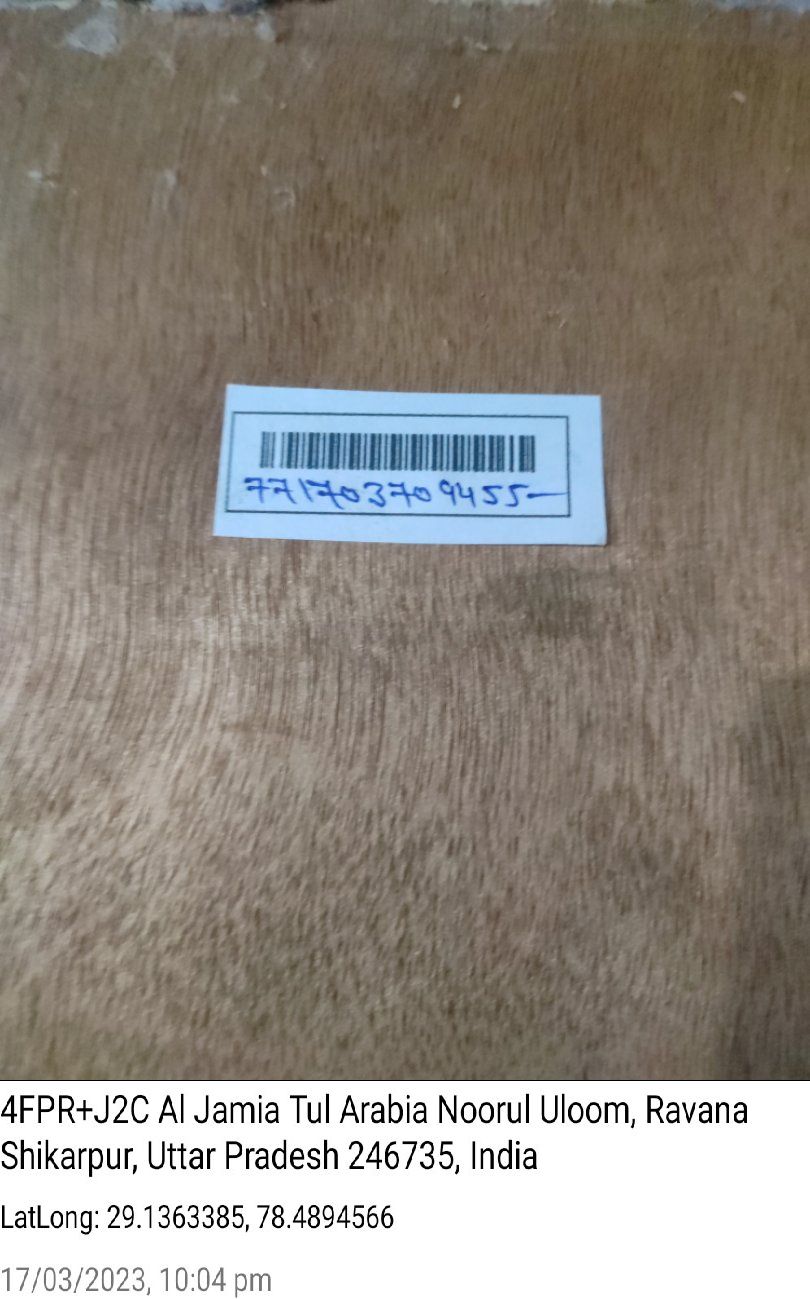 771703709455
4FPR+J2C Al Jamia Tul Arabia Noorul Uloom, Ravana
Shikarpur, Uttar Pradesh 246735, India
LatLong: 29.1363385, 78.4894566
17/03/2023, 10:04 pm